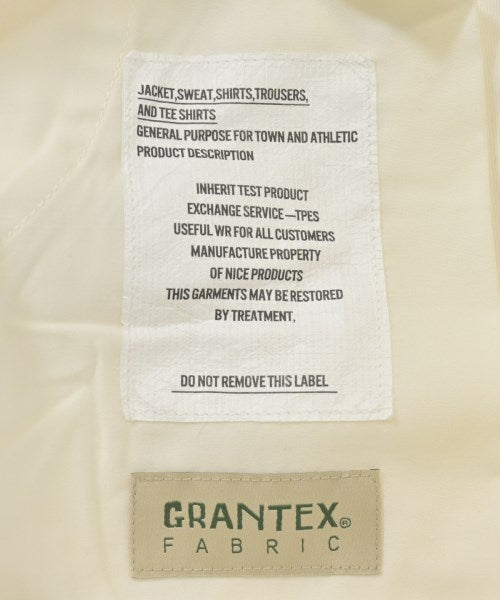 JACKET,SWEAT,SHIRTS,TROUSERS,
AND TEE SHIRTS
GENERAL PURPOSE FOR TOWN AND ATHLETIC
PRODUCT DESCRIPTION
INHERIT TEST PRODUCT
EXCHANGE SERVICE—TPES
USEFUL WR FOR ALL CUSTOMERS
MANUFACTURE PROPERTY
OF NICE PRODUCTS
THIS GARMENTS MAY BE RESTORED
BY TREATMENT,
DO NOT REMOVE THIS LABEL
GRANTEX®
FABRIC